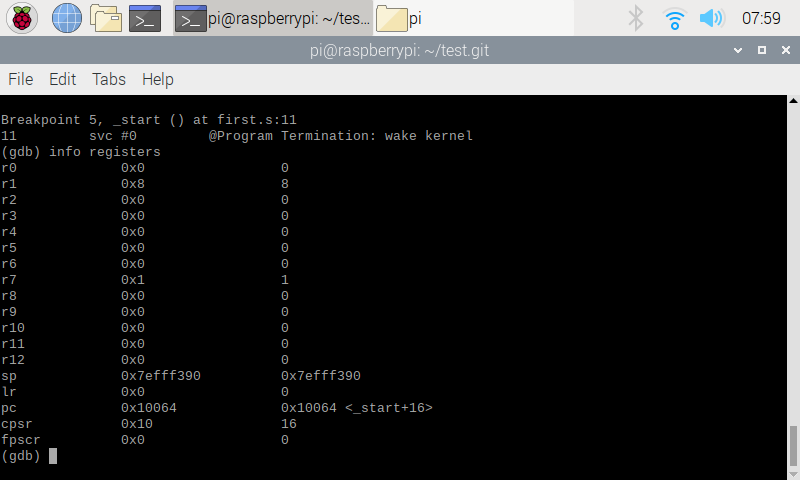 pi@raspberrypi: ~/tes... pi 07:59
pi@raspberrypi: ~/test.git
File Edit Tabs Help
Breakpoint 5, _start () at first.s:11
11         svc #0         @Program Termination: wake kernel
(gdb) info registers
r0             0x0                 0
r1             0x8                 8
r2             0x0                 0
r3             0x0                 0
r4             0x0                 0
r5             0x0                 0
r6             0x0                 0
r7             0x1                 1
r8             0x0                 0
r9             0x0                 0
r10            0x0                 0
r11            0x0                 0
r12            0x0                 0
sp             0x7efff390          0x7efff390
lr             0x0                 0
pc             0x10064             0x10064 <_start+16>
cpsr           0x10                16
fpscr          0x0                 0
(gdb)